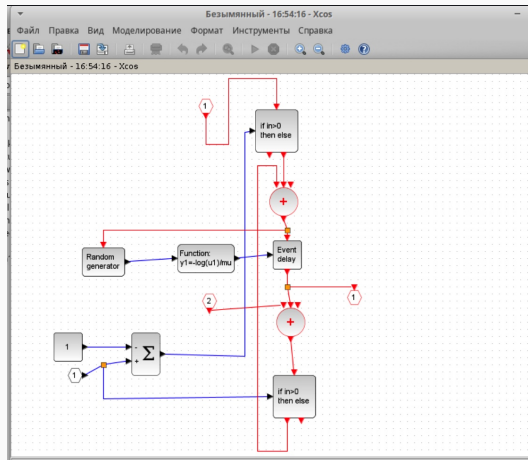 Безымянный - 16:54:16 - Xcos
Файл Правка Вид Моделирование Формат Инструменты Справка
Безымянный - 16:54:16 - Xcos
1
if in>0
then else
+
Random
generator
Function:
y1=-log(u1)/mu
Event
delay
2
1
+
1
-
+
Σ
1
if in>0
then else